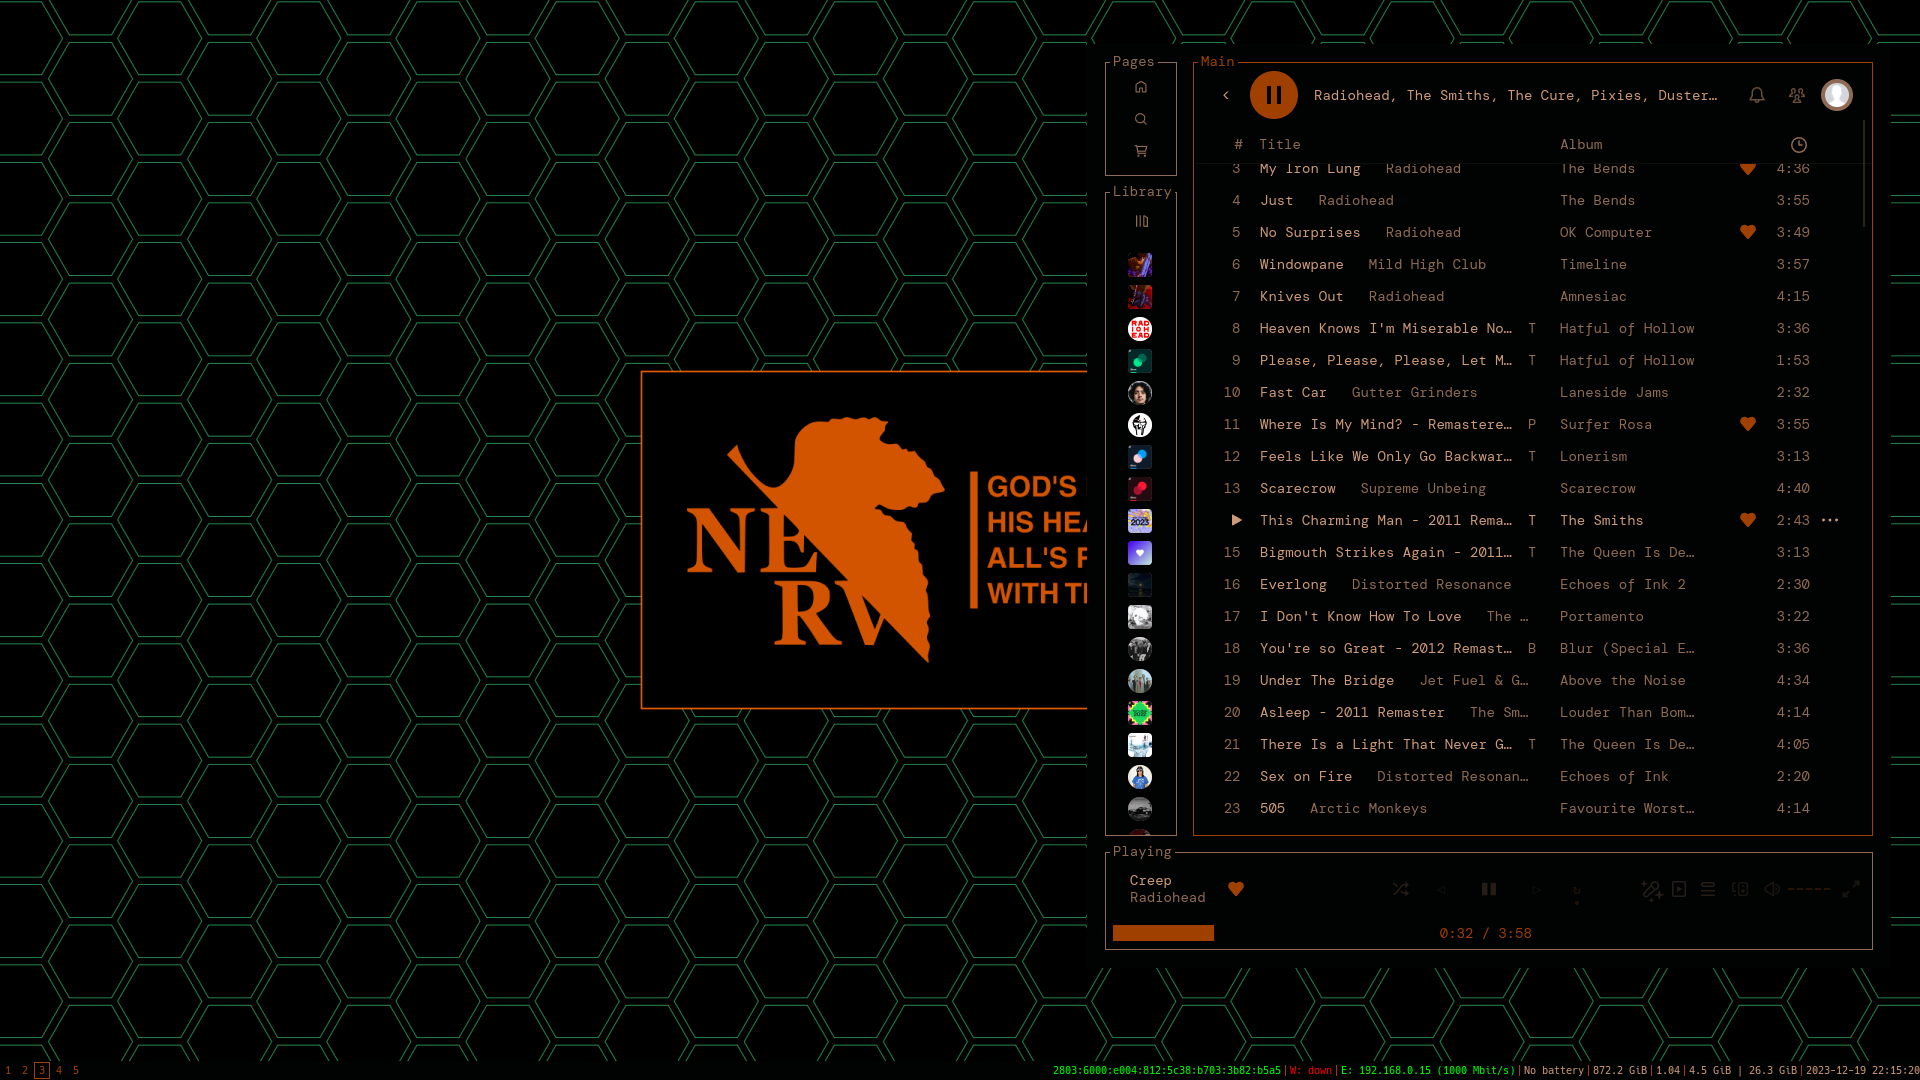 NERV
GOD'S
HIS HEA
ALL'S
WITH T
Pages
Library
Main
Radiohead, The Smiths, The Cure, Pixies, Duster…
# Title Album
3 My Iron Lung Radiohead The Bends 4:36
4 Just Radiohead The Bends 3:55
5 No Surprises Radiohead OK Computer 3:49
6 Windowpane Mild High Club Timeline 3:57
7 Knives Out Radiohead Amnesiac 4:15
8 Heaven Knows I'm Miserable No… T Hatful of Hollow 3:36
9 Please, Please, Please, Let M… T Hatful of Hollow 1:53
10 Fast Car Gutter Grinders Laneside Jams 2:32
11 Where Is My Mind? - Remastere… P Surfer Rosa 3:55
12 Feels Like We Only Go Backwar… T Lonerism 3:13
13 Scarecrow Supreme Unbeing Scarecrow 4:40
This Charming Man - 2011 Rema… T The Smiths 2:43
15 Bigmouth Strikes Again - 2011… T The Queen Is De… 3:13
16 Everlong Distorted Resonance Echoes of Ink 2 2:30
17 I Don't Know How To Love The … Portamento 3:22
18 You're so Great - 2012 Remast… B Blur (Special E… 3:36
19 Under The Bridge Jet Fuel & G… Above the Noise 4:34
20 Asleep - 2011 Remaster The Sm… Louder Than Bom… 4:14
21 There Is a Light That Never G… T The Queen Is De… 4:05
22 Sex on Fire Distorted Resonan… Echoes of Ink 2:20
23 505 Arctic Monkeys Favourite Worst… 4:14
Playing
Creep
Radiohead
0:32 / 3:58
1 2 3 4 5
2803:6000:e004:812:5c38:b703:3b82:b5a5|W: down|E: 192.168.0.15 (1000 Mbit/s)|No battery|872.2 GiB|1.04|4.5 GiB | 26.3 GiB|2023-12-19 22:15:20